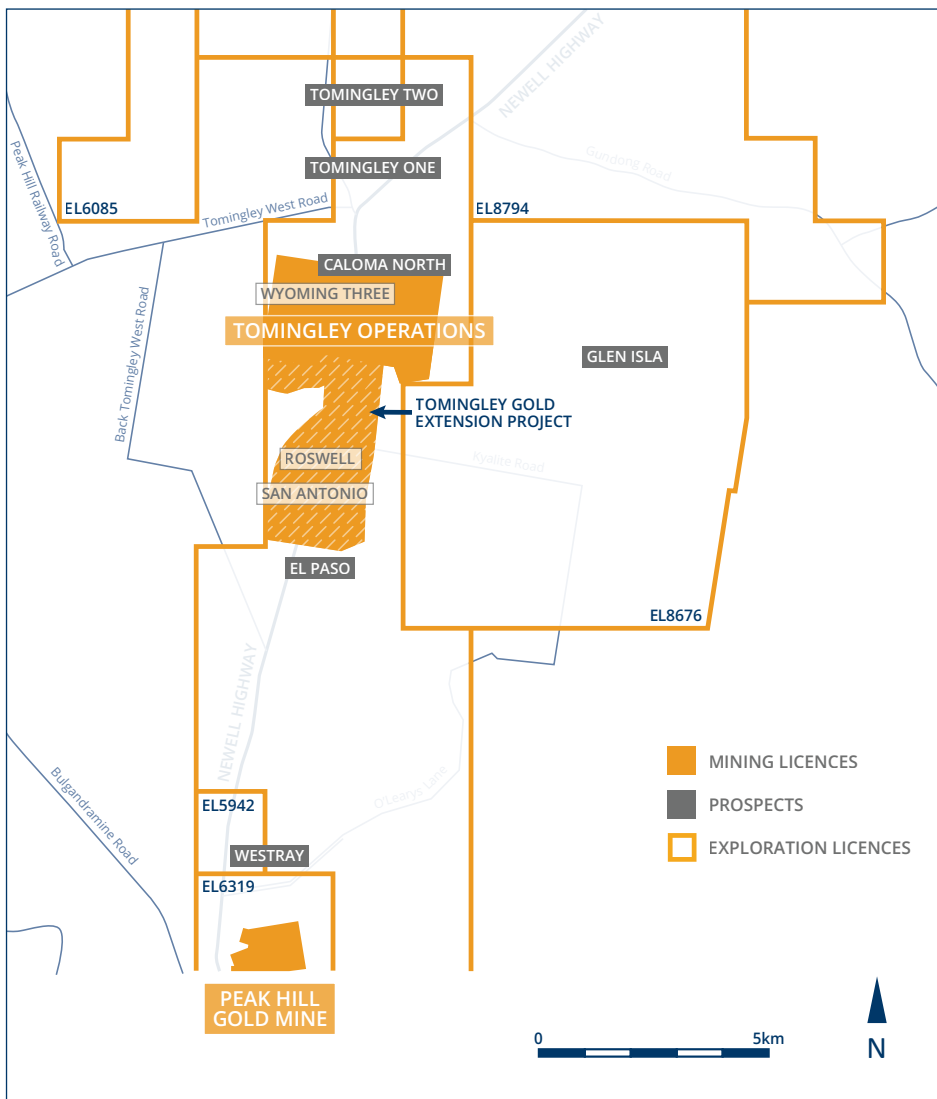 NEWELL HIGHWAY
TOMINGLEY TWO
Peak Hill Railway Road
Gundong Road
TOMINGLEY ONE
EL6085
Tomingley West Road
EL8794
CALOMA NORTH
WYOMING THREE
TOMINGLEY OPERATIONS
Back Tomingley West Road
GLEN ISLA
TOMINGLEY GOLD
EXTENSION PROJECT
ROSWELL
Kyalite Road
SAN ANTONIO
EL PASO
EL8676
NEWELL HIGHWAY
Bulgandramine Road
O'Learys Lane
EL5942
WESTRAY
EL6319
MINING LICENCES
PROSPECTS
EXPLORATION LICENCES
PEAK HILL
GOLD MINE
0 5km
N